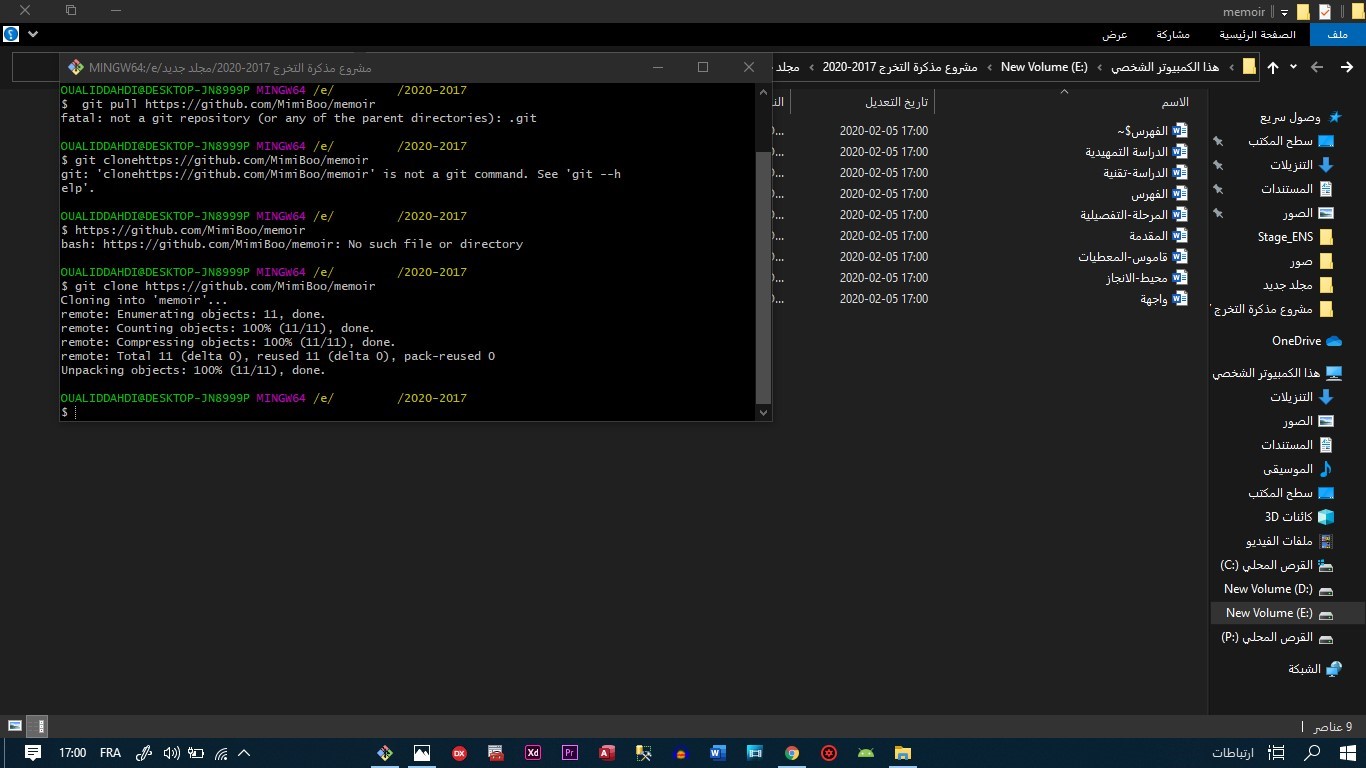 memoir
ملف
الصفحة الرئيسية
مشاركة
عرض
هذا الكمبيوتر الشخصي ‹ New Volume (E:) ‹ مشروع مذكرة التخرج 2017-2020 ‹ مجلد
MINGW64:/e/مشروع مذكرة التخرج 2017-2020/مجلد جديد
OUALIDDAHDI@DESKTOP-JN8999P MINGW64 /e/ /2020-2017
$  git pull https://github.com/MimiBoo/memoir
fatal: not a git repository (or any of the parent directories): .git
OUALIDDAHDI@DESKTOP-JN8999P MINGW64 /e/ /2020-2017
$ git clonehttps://github.com/MimiBoo/memoir
git: 'clonehttps://github.com/MimiBoo/memoir' is not a git command. See 'git --h
elp'.
OUALIDDAHDI@DESKTOP-JN8999P MINGW64 /e/ /2020-2017
$ https://github.com/MimiBoo/memoir
bash: https://github.com/MimiBoo/memoir: No such file or directory
OUALIDDAHDI@DESKTOP-JN8999P MINGW64 /e/ /2020-2017
$ git clone https://github.com/MimiBoo/memoir
Cloning into 'memoir'...
remote: Enumerating objects: 11, done.
remote: Counting objects: 100% (11/11), done.
remote: Compressing objects: 100% (11/11), done.
remote: Total 11 (delta 0), reused 11 (delta 0), pack-reused 0
Unpacking objects: 100% (11/11), done.
OUALIDDAHDI@DESKTOP-JN8999P MINGW64 /e/ /2020-2017
$
الاسم تاريخ التعديل
الفهرس$~ 2020-02-05 17:00
الدراسة التمهيدية 2020-02-05 17:00
الدراسة-تقنية 2020-02-05 17:00
الفهرس 2020-02-05 17:00
المرحلة-التفصيلية 2020-02-05 17:00
المقدمة 2020-02-05 17:00
قاموس-المعطيات 2020-02-05 17:00
محيط-الانجاز 2020-02-05 17:00
واجهة 2020-02-05 17:00
وصول سريع
سطح المكتب
التنزيلات
المستندات
الصور
Stage_ENS
صور
مجلد جديد
مشروع مذكرة التخرج
OneDrive
هذا الكمبيوتر الشخصي
التنزيلات
الصور
المستندات
الموسيقى
سطح المكتب
كائنات 3D
ملفات الفيديو
القرص المحلي (C:)
New Volume (D:)
New Volume (E:)
القرص المحلي (P:)
الشبكة
9 عناصر
17:00 FRA
DX
Xd
Pr
A
W
ارتباطات